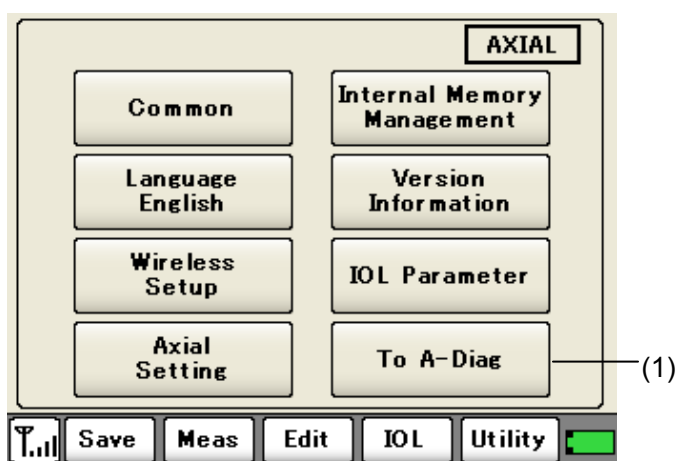 AXIAL
Common
Internal Memory
Management
Language
English
Version
Information
Wireless
Setup
IOL Parameter
Axial
Setting
To A-Diag
(1)
Save
Meas
Edit
IOL
Utility